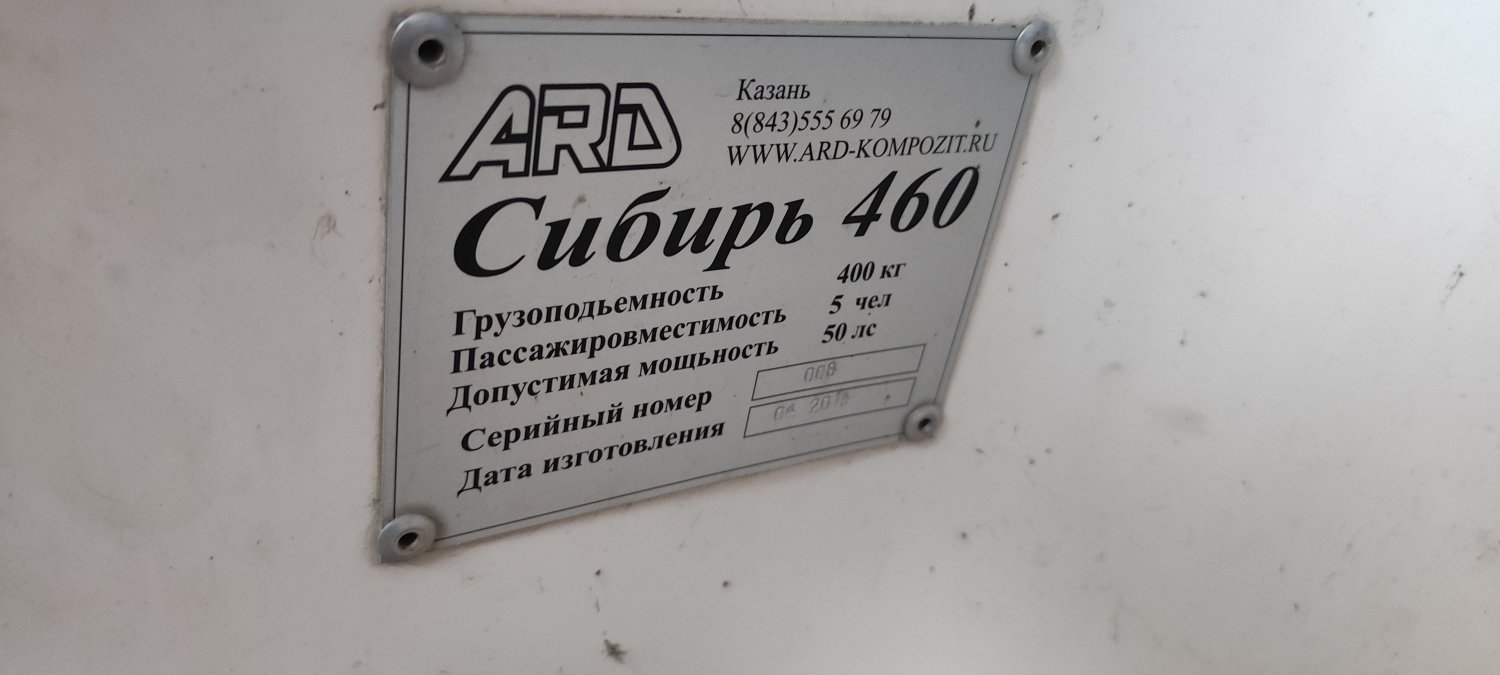 ARD
Казань
8(843)555 69 79
WWW.ARD-KOMPOZIT.RU
Сибирь 460
Грузоподьемность 400 кг
Пассажировместимость 5 чел
Допустимая мощьность 50 лс
Серийный номер 008
Дата изготовления